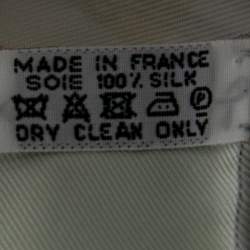 MADE IN FRANCE
SOIE 100% SILK
P
DRY CLEAN ONLY